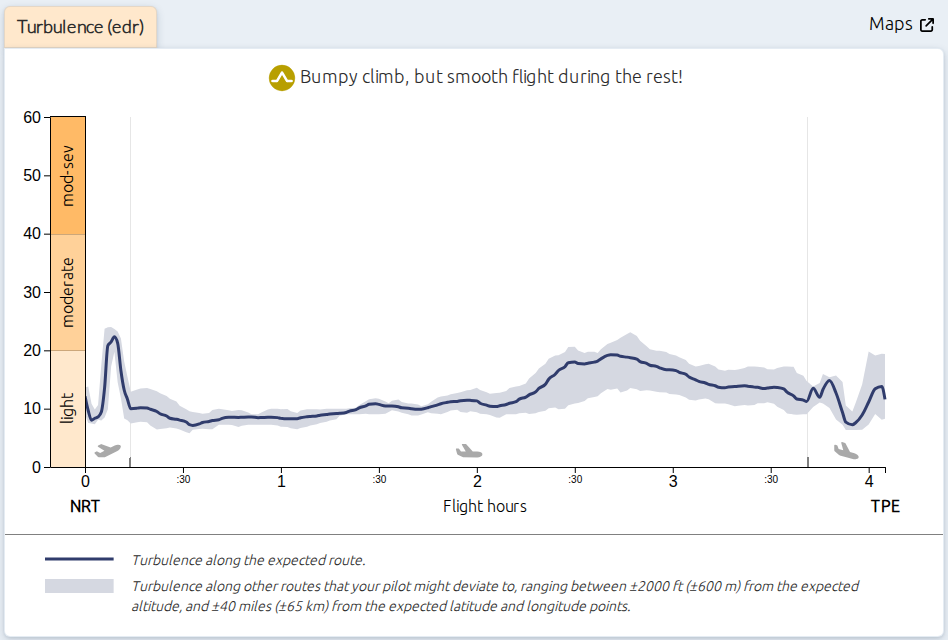 Turbulence (edr)
Maps
Bumpy climb, but smooth flight during the rest!
60
50
40
30
20
10
0
mod-sev
moderate
light
0 :30 1 :30 2 :30 3 :30 4
NRT Flight hours TPE
Turbulence along the expected route.
Turbulence along other routes that your pilot might deviate to, ranging between ±2000 ft (±600 m) from the expected
altitude, and ±40 miles (±65 km) from the expected latitude and longitude points.